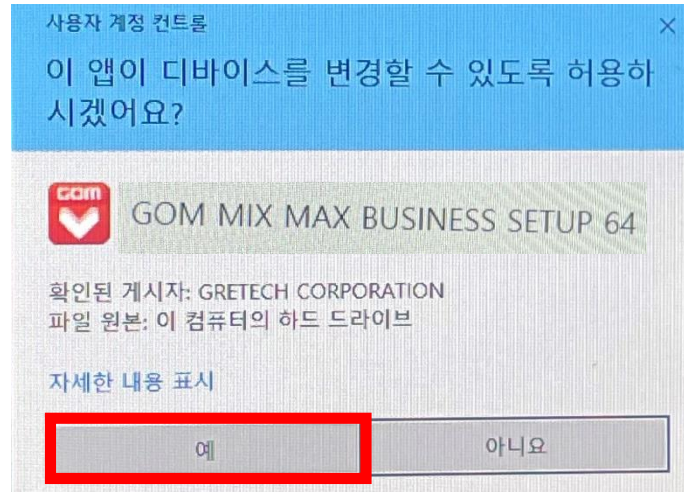 사용자 계정 컨트롤
이 앱이 디바이스를 변경할 수 있도록 허용하
시겠어요?
GOM
GOM MIX MAX BUSINESS SETUP 64
확인된 게시자: GRETECH CORPORATION
파일 원본: 이 컴퓨터의 하드 드라이브
자세한 내용 표시
예
아니요